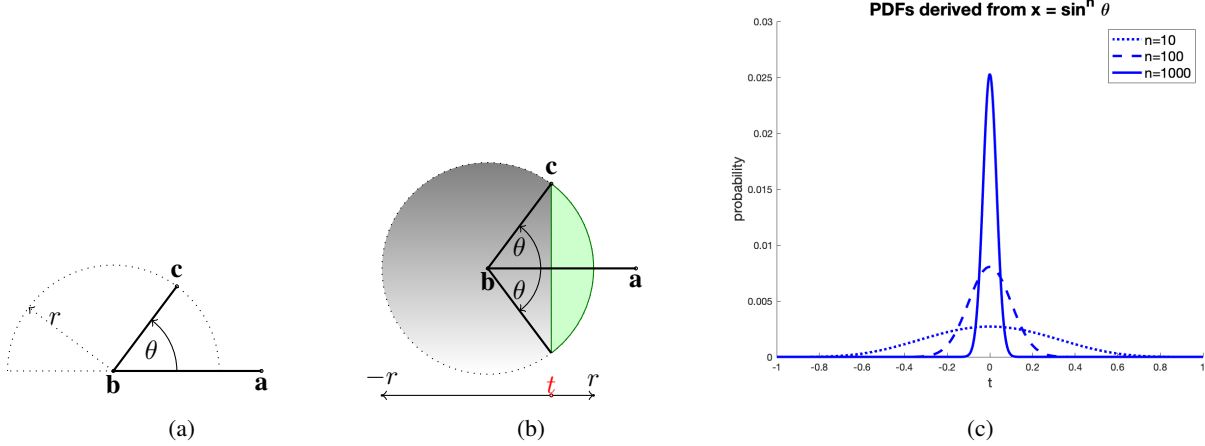 c
r
θ
b
a
(a)
c
θ
b
a
θ
−r
t
r
(b)
PDFs derived from x = sinⁿ θ
0.03
n=10
n=100
n=1000
0.025
0.02
0.015
0.01
0.005
0
probability
-1 -0.8 -0.6 -0.4 -0.2 0 0.2 0.4 0.6 0.8 1
t
(c)